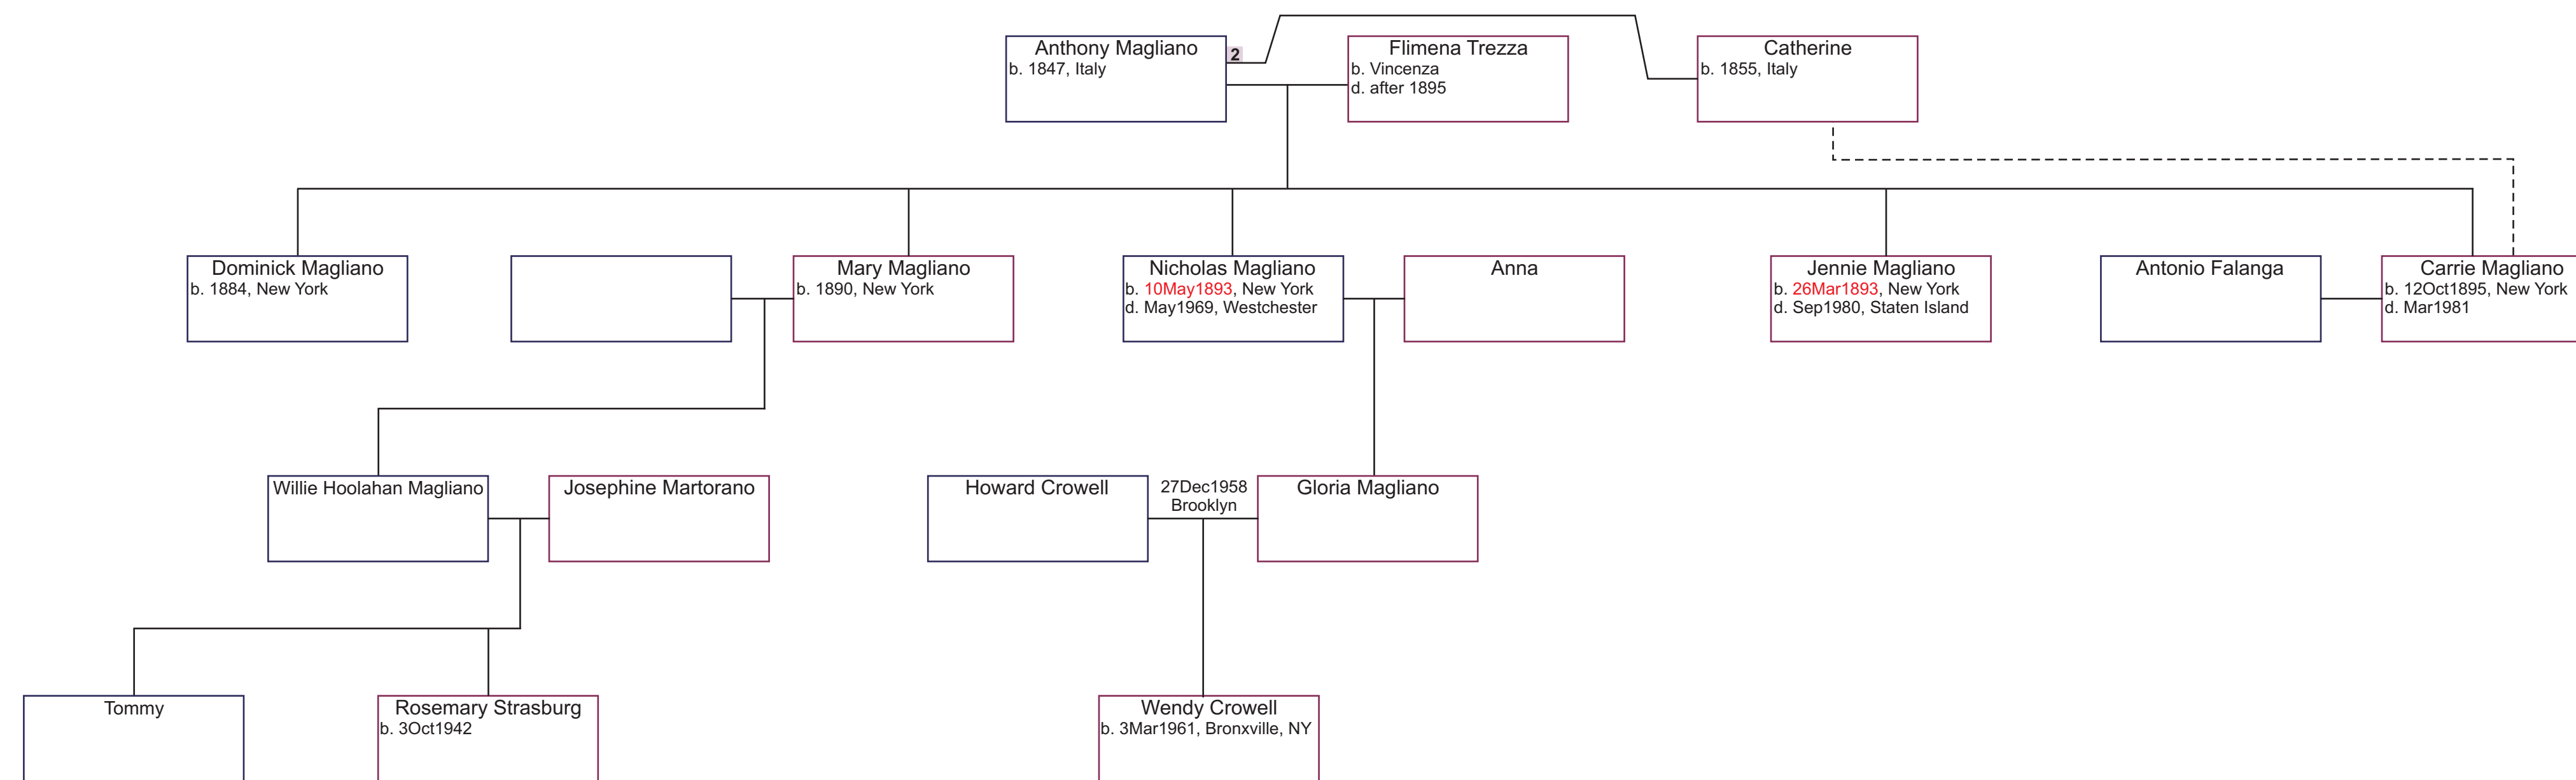 Anthony Magliano
b. 1847, Italy
2
Flimena Trezza
b. Vincenza
d. after 1895
Catherine
b. 1855, Italy
Dominick Magliano
b. 1884, New York
Mary Magliano
b. 1890, New York
Nicholas Magliano
b. 10May1893, New York
d. May1969, Westchester
Anna
Jennie Magliano
b. 26Mar1893, New York
d. Sep1980, Staten Island
Antonio Falanga
Carrie Magliano
b. 12Oct1895, New York
d. Mar1981
Willie Hoolahan Magliano
Josephine Martorano
Howard Crowell
27Dec1958
Brooklyn
Gloria Magliano
Tommy
Rosemary Strasburg
b. 3Oct1942
Wendy Crowell
b. 3Mar1961, Bronxville, NY